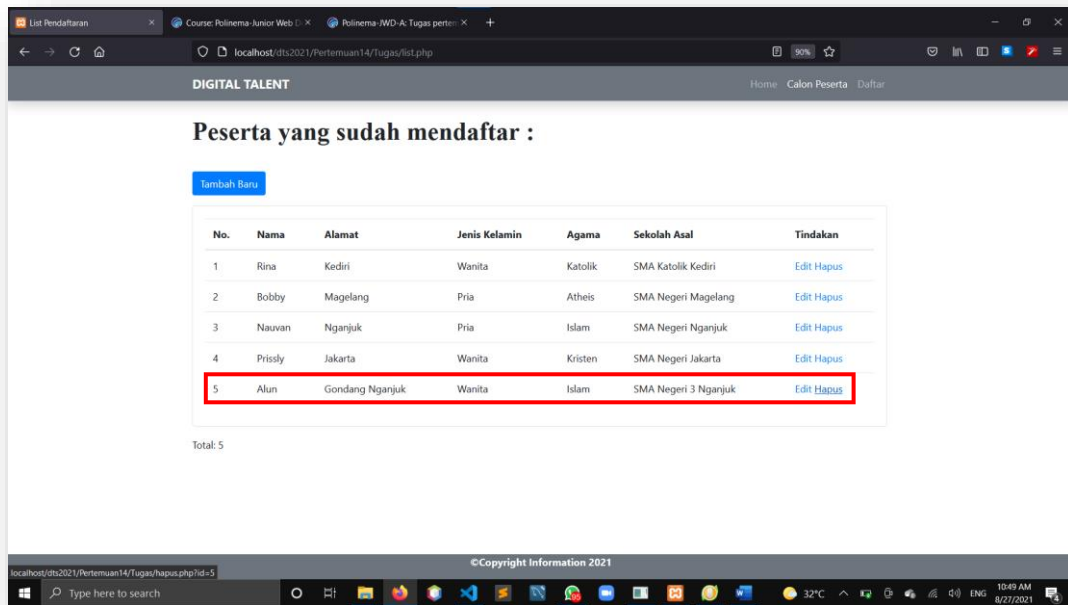 List Pendaftaran
Course: Polinema-Junior Web D
Polinema-JWD-A: Tugas pertem
localhost/dts2021/Pertemuan14/Tugas/list.php
90%
DIGITAL TALENT
Home Calon Peserta Daftar
Peserta yang sudah mendaftar :
Tambah Baru
No. Nama Alamat Jenis Kelamin Agama Sekolah Asal Tindakan
1 Rina Kediri Wanita Katolik SMA Katolik Kediri Edit Hapus
2 Bobby Magelang Pria Atheis SMA Negeri Magelang Edit Hapus
3 Nauvan Nganjuk Pria Islam SMA Negeri Nganjuk Edit Hapus
4 Prissly Jakarta Wanita Kristen SMA Negeri Jakarta Edit Hapus
5 Alun Gondang Nganjuk Wanita Islam SMA Negeri 3 Nganjuk Edit Hapus
Total: 5
©Copyright Information 2021
localhost/dts2021/Pertemuan14/Tugas/hapus.php?id=5
Type here to search
32°C
ENG
10:49 AM
8/27/2021